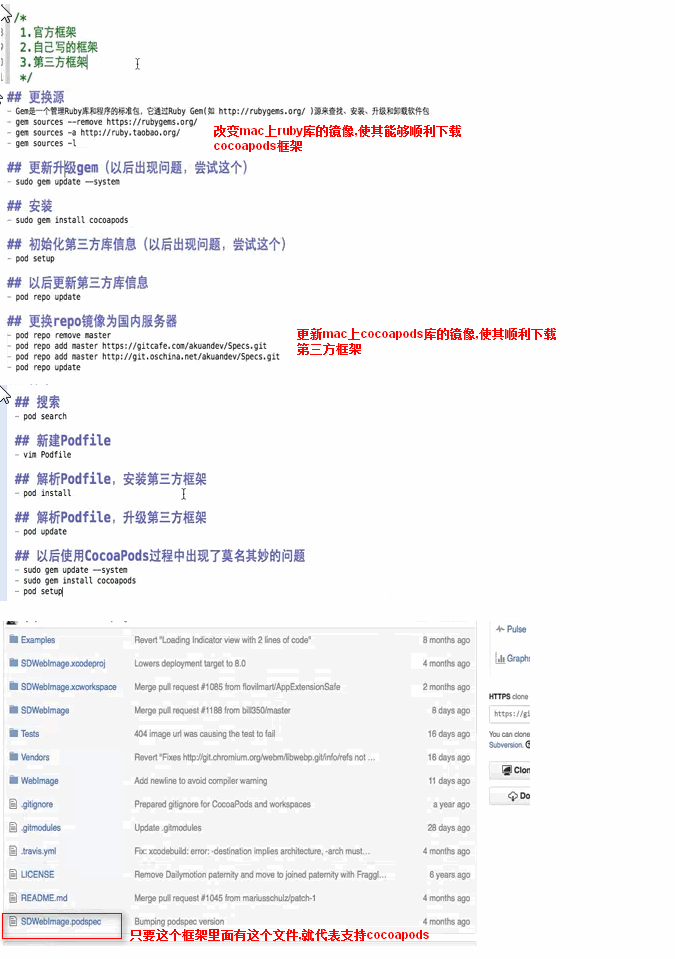 /*
1.官方框架
2.自己写的框架
3.第三方框架
*/
## 更换源
- Gem是一个管理Ruby库和程序的标准包，它通过Ruby Gem(如 http://rubygems.org/ )源来查找、安装、升级和卸载软件包
- gem sources --remove https://rubygems.org/
- gem sources -a http://ruby.taobao.org/
- gem sources -l
改变mac上ruby库的镜像,使其能够顺利下载
cocoapods框架
## 更新升级gem（以后出现问题，尝试这个）
- sudo gem update --system
## 安装
- sudo gem install cocoapods
## 初始化第三方库信息（以后出现问题，尝试这个）
- pod setup
## 以后更新第三方库信息
- pod repo update
## 更换repo镜像为国内服务器
- pod repo remove master
- pod repo add master https://gitcafe.com/akuandev/Specs.git
- pod repo add master http://git.oschina.net/akuandev/Specs.git
- pod repo update
更新mac上cocoapods库的镜像,使其顺利下载
第三方框架
## 搜索
- pod search
## 新建Podfile
- vim Podfile
## 解析Podfile，安装第三方框架
- pod install
## 解析Podfile，升级第三方框架
- pod update
## 以后使用CocoaPods过程中出现了莫名其妙的问题
- sudo gem update --system
- sudo gem install cocoapods
- pod setup
Examples Revert "Loading Indicator view with 2 lines of code" 8 months ago
SDWebImage.xcodeproj Lowers deployment target to 8.0 4 months ago
SDWebImage.xcworkspace Merge pull request #1085 from flovilmart/AppExtensionSafe 2 months ago
SDWebImage Merge pull request #1188 from bill350/master 8 days ago
Tests 404 image url was causing the test to fail 16 days ago
Vendors Revert "Fixes http://git.chromium.org/webm/libwebp.git/info/refs not ... 16 days ago
WebImage Add newline to avoid compiler warning 11 days ago
.gitignore Prepared gitignore for CocoaPods and workspaces a year ago
.gitmodules Update .gitmodules 28 days ago
.travis.yml Fix: xcodebuild: error: -destination implies architecture, -arch must... 4 months ago
LICENSE Remove Dailymotion paternity and move to joined paternity with Fraggl... 6 years ago
README.md Merge pull request #1045 from mariusschulz/patch-1 4 months ago
SDWebImage.podspec Bumping podspec version 4 months ago
只要这个框架里面有这个文件,就代表支持cocoapods
Pulse
Graphs
HTTPS clone
https://gi
You can clone
Subversion.
Clon
Do